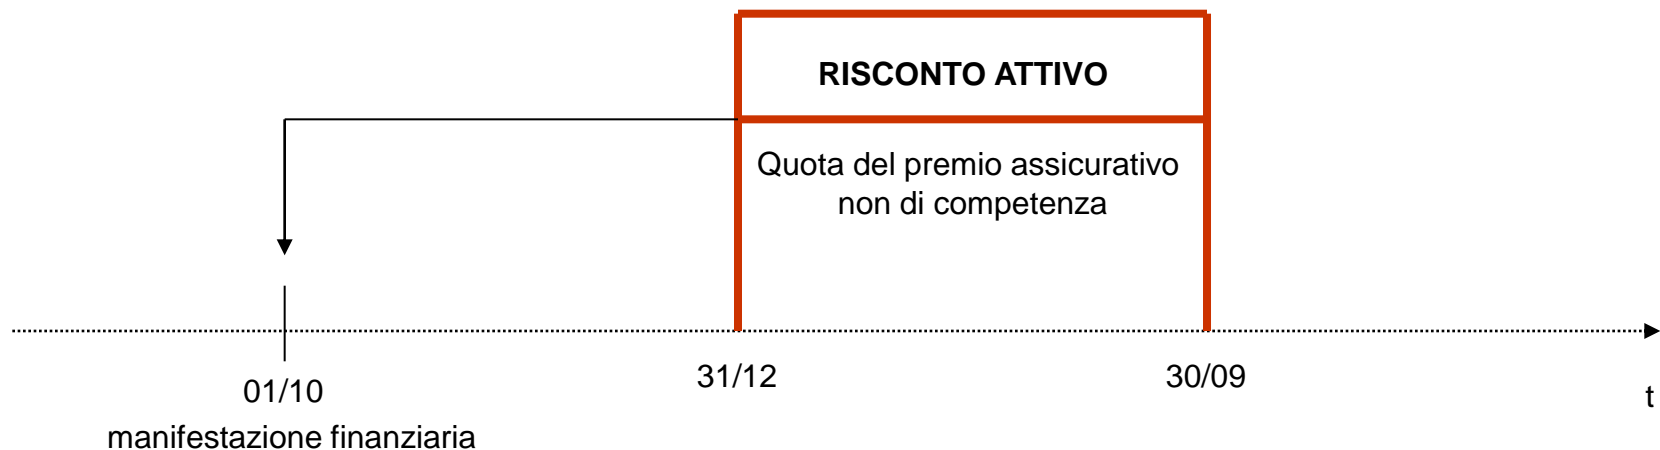 RISCONTO ATTIVO
Quota del premio assicurativo
non di competenza
31/12
30/09
01/10
t
manifestazione finanziaria